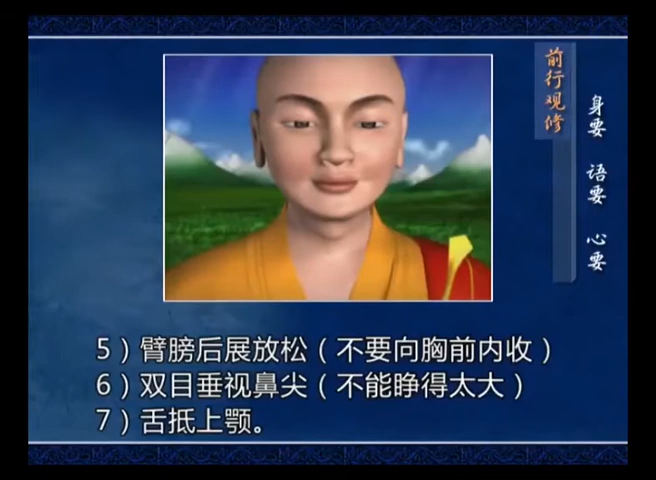 前行观修
身要 语要 心要
5）臂膀后展放松（不要向胸前内收）
6）双目垂视鼻尖（不能睁得太大）
7）舌抵上颚。